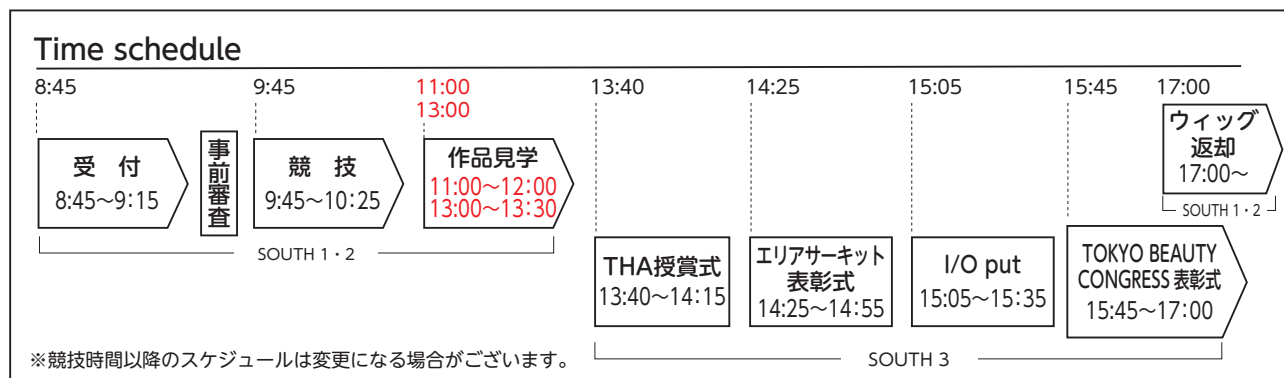 Time schedule
8:45
9:45
11:00
13:00
13:40
14:25
15:05
15:45
17:00
受　付
8:45〜9:15
事前審査
競　技
9:45〜10:25
作品見学
11:00〜12:00
13:00〜13:30
SOUTH 1・2
ウィッグ
返却
17:00〜
SOUTH 1・2
THA授賞式
13:40〜14:15
エリアサーキット
表彰式
14:25〜14:55
I/O put
15:05〜15:35
TOKYO BEAUTY
CONGRESS 表彰式
15:45〜17:00
SOUTH 3
※競技時間以降のスケジュールは変更になる場合がございます。